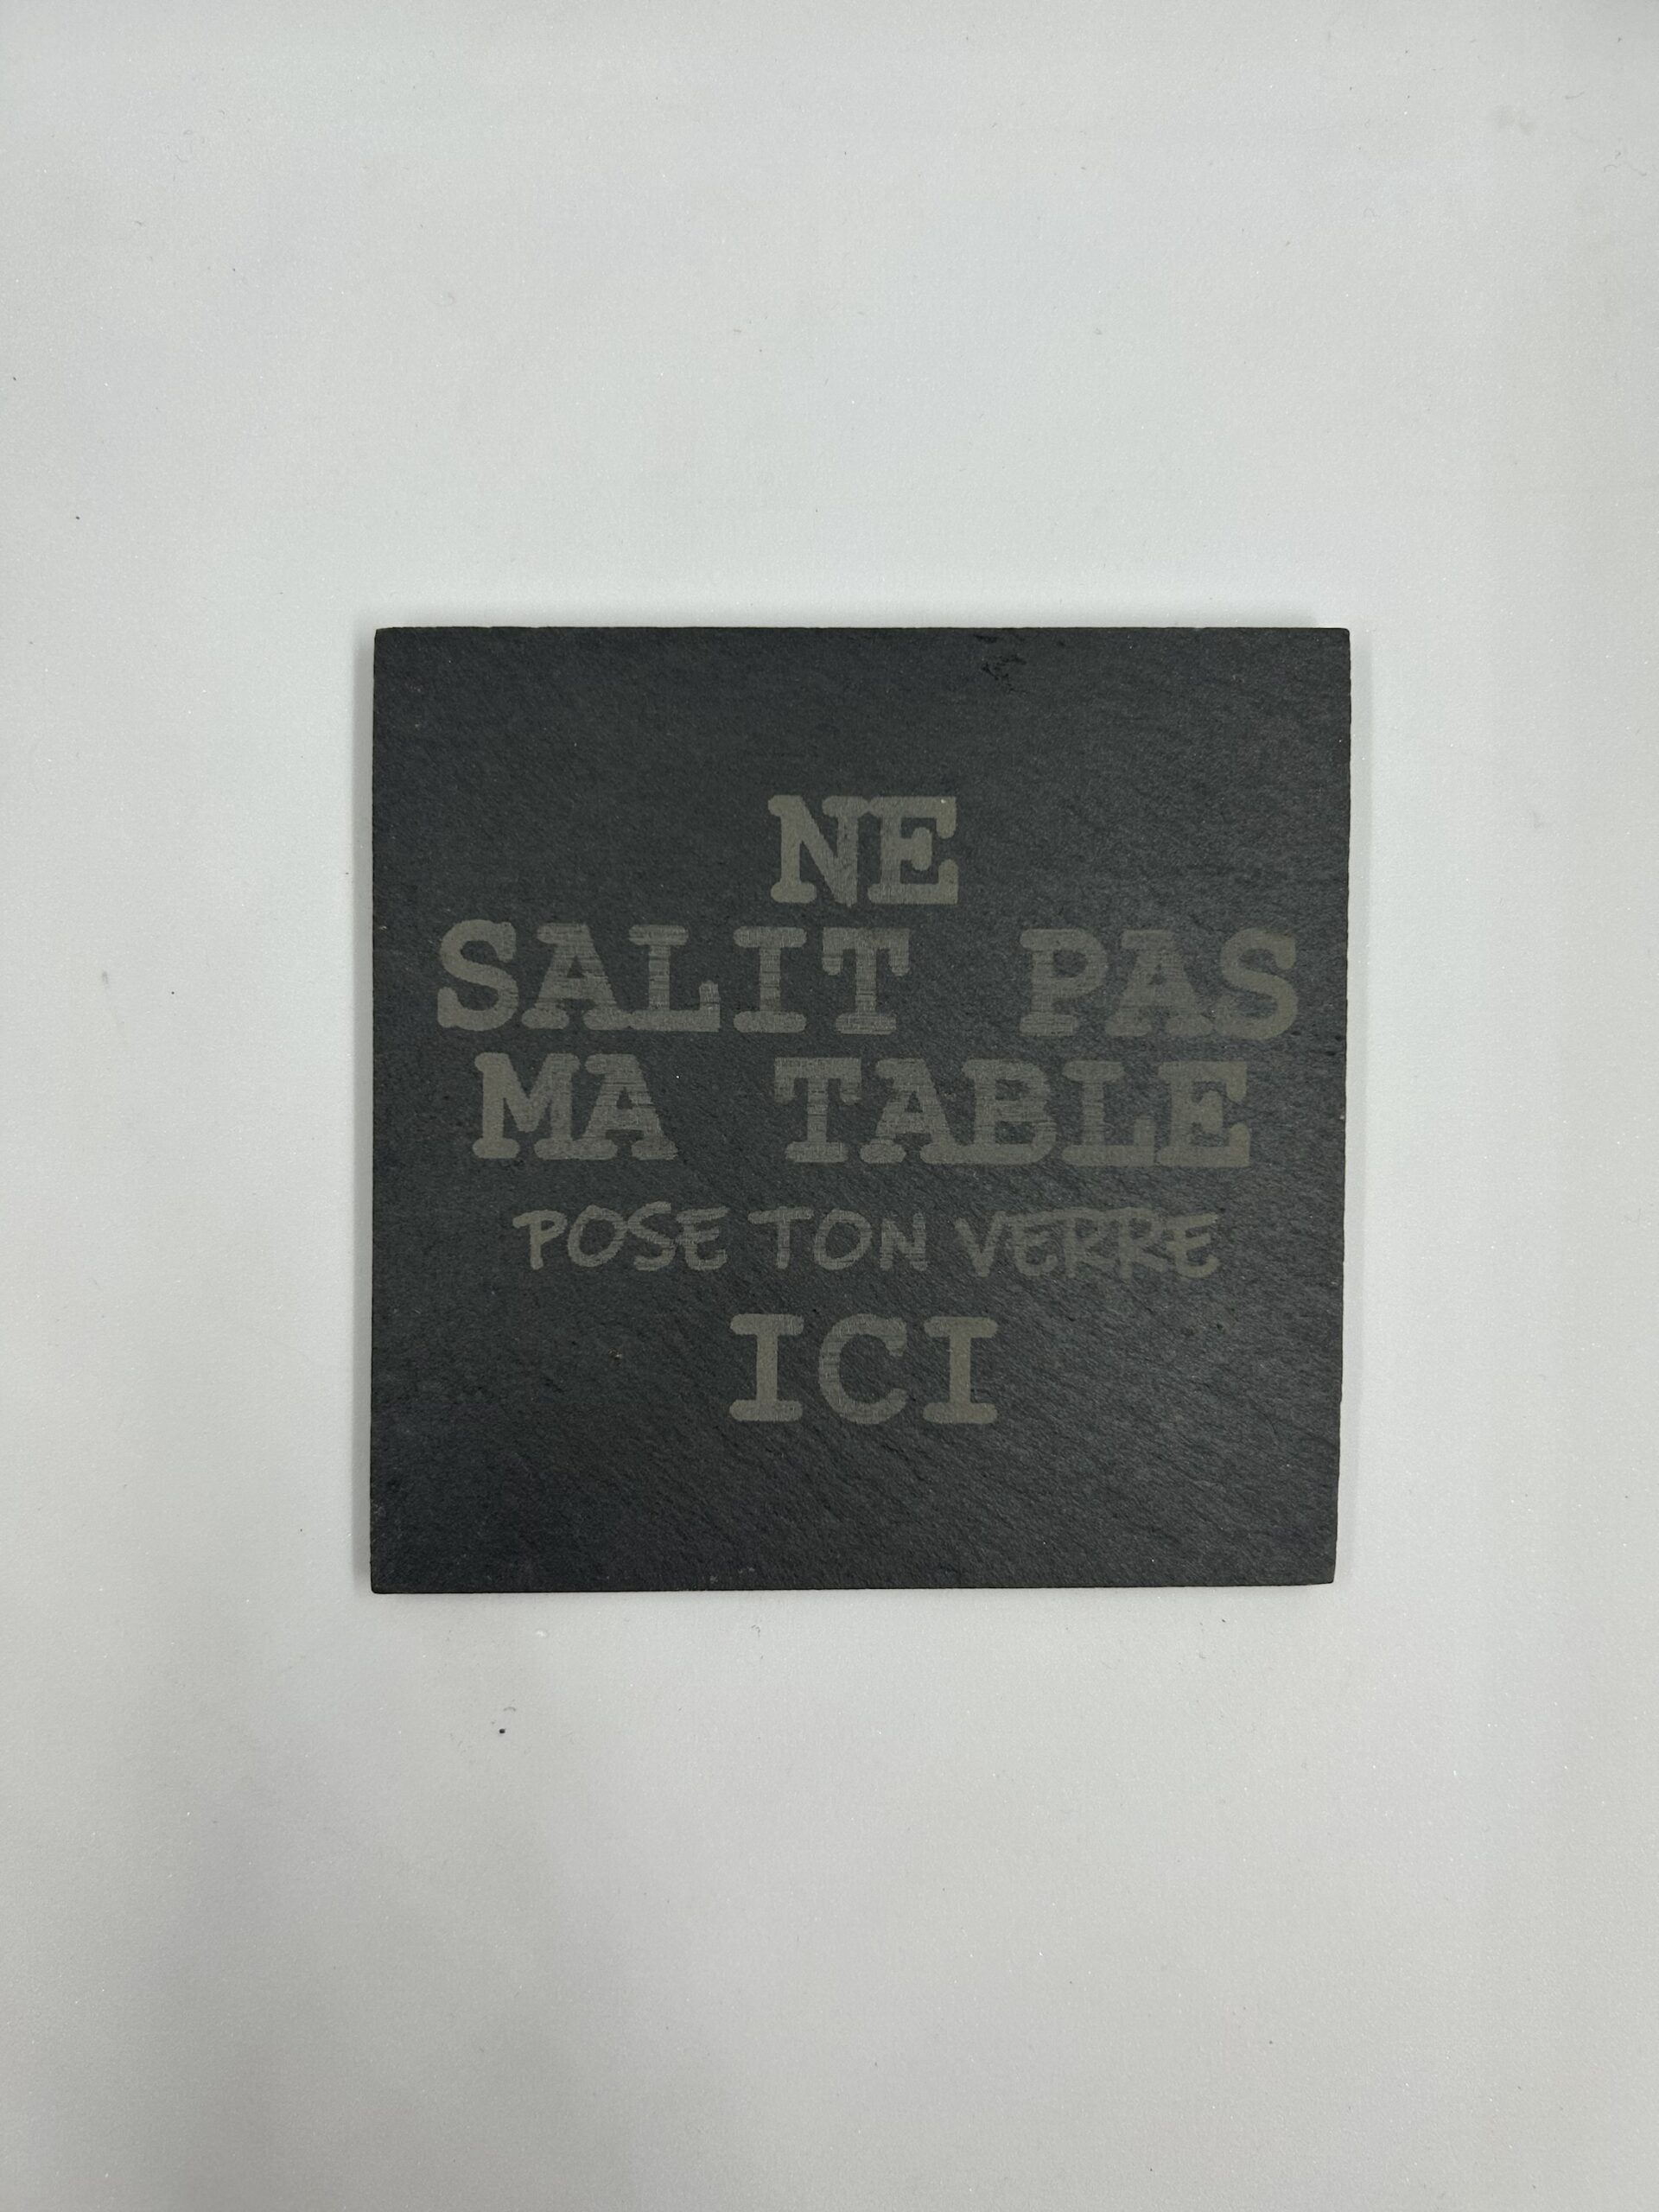 NE
SALIT PAS
MA TABLE
POSE TON VERRE
ICI